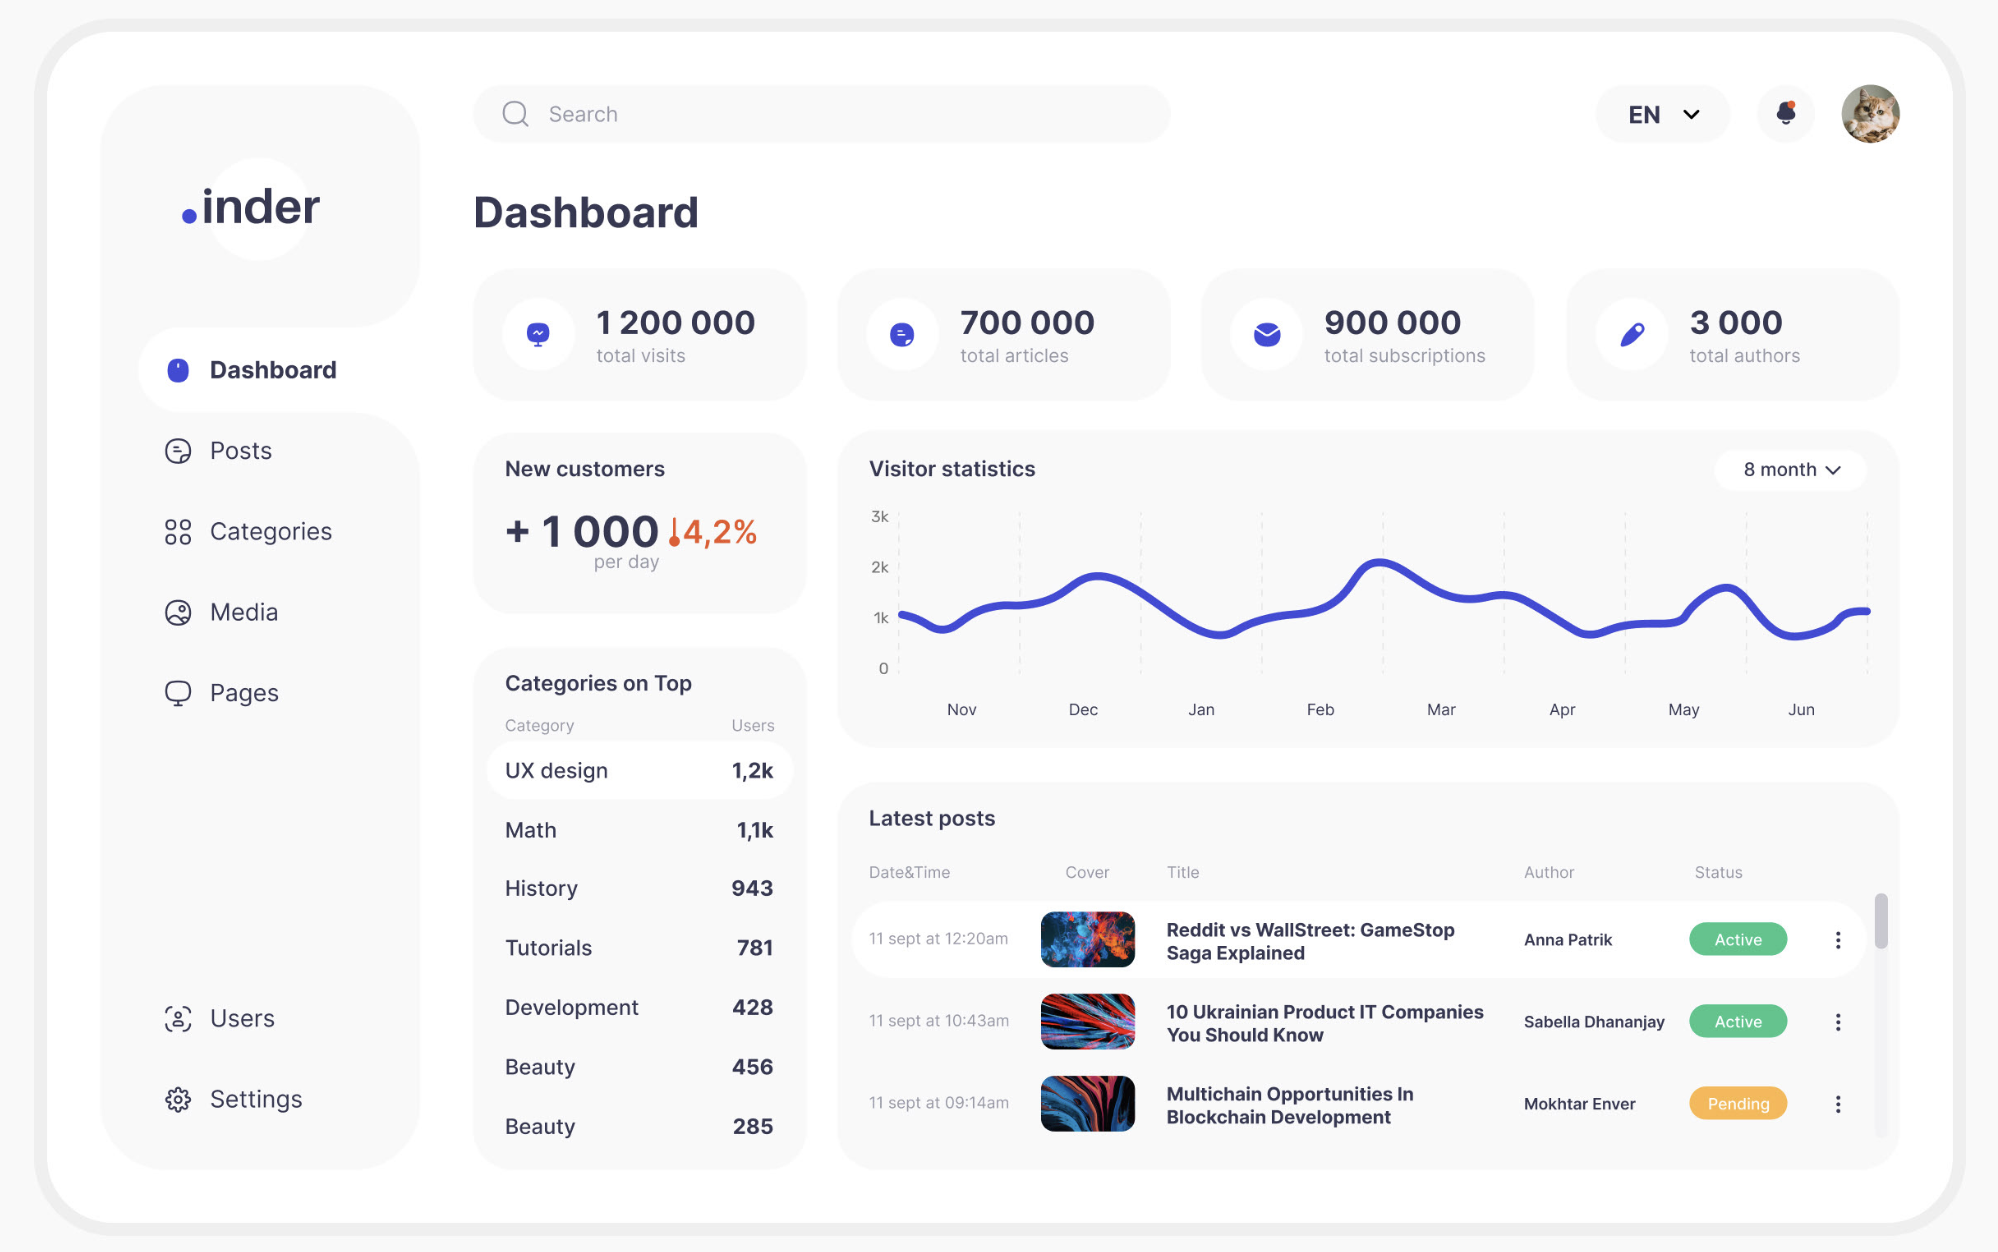 .inder
Dashboard
Posts
Categories
Media
Pages
Users
Settings
Search
EN
Dashboard
1 200 000
total visits
700 000
total articles
900 000
total subscriptions
3 000
total authors
New customers
+ 1 000 4,2%
per day
Categories on Top
Category Users
UX design 1,2k
Math 1,1k
History 943
Tutorials 781
Development 428
Beauty 456
Beauty 285
Visitor statistics
8 month
3k
2k
1k
0
Nov Dec Jan Feb Mar Apr May Jun
Latest posts
Date&Time Cover Title Author Status
11 sept at 12:20am Reddit vs WallStreet: GameStop
Saga Explained Anna Patrik Active
11 sept at 10:43am 10 Ukrainian Product IT Companies
You Should Know Sabella Dhananjay Active
11 sept at 09:14am Multichain Opportunities In
Blockchain Development Mokhtar Enver Pending